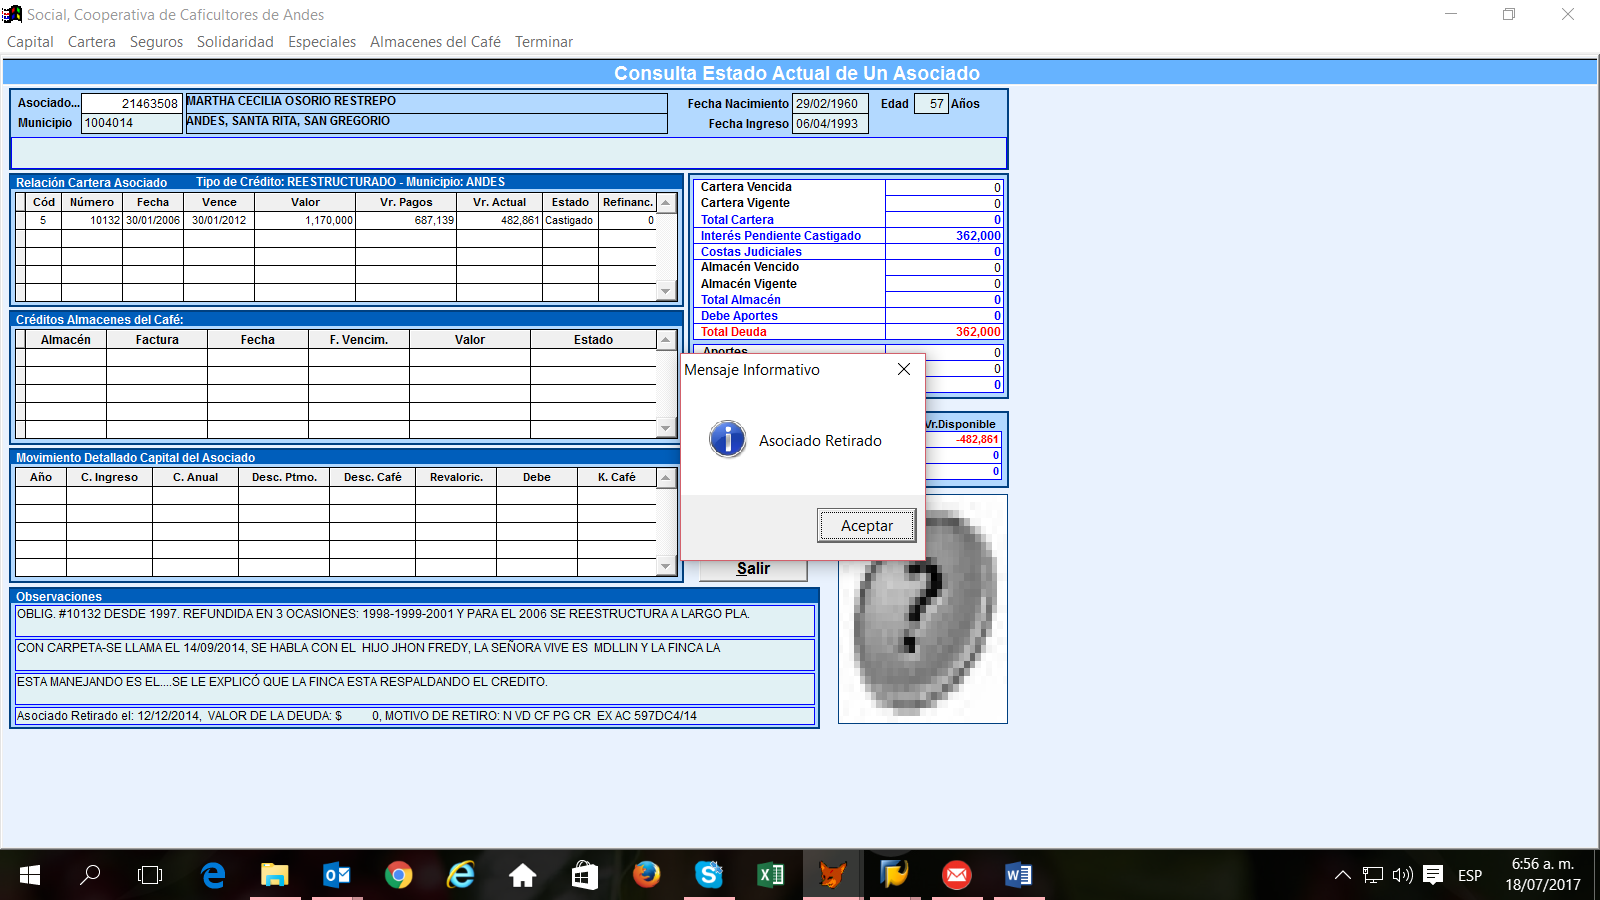 Social, Cooperativa de Caficultores de Andes
Capital Cartera Seguros Solidaridad Especiales Almacenes del Café Terminar
Consulta Estado Actual de Un Asociado
Asociado... 21463508 MARTHA CECILIA OSORIO RESTREPO Fecha Nacimiento 29/02/1960 Edad 57 Años
Municipio 1004014 ANDES, SANTA RITA, SAN GREGORIO Fecha Ingreso 06/04/1993
Relación Cartera Asociado Tipo de Crédito: REESTRUCTURADO - Municipio: ANDES
Cód Número Fecha Vence Valor Vr. Pagos Vr. Actual Estado Refinanc.
5 10132 30/01/2006 30/01/2012 1,170,000 687,139 482,861 Castigado 0
Cartera Vencida 0
Cartera Vigente 0
Total Cartera 0
Interés Pendiente Castigado 362,000
Costas Judiciales 0
Almacén Vencido 0
Almacén Vigente 0
Total Almacén 0
Debe Aportes 0
Total Deuda 362,000
Aportes 0
0
0
Créditos Almacenes del Café:
Almacén Factura Fecha F. Vencim. Valor Estado
Mensaje Informativo
Asociado Retirado
Aceptar
Vr.Disponible
-482,861
0
0
Movimiento Detallado Capital del Asociado
Año C. Ingreso C. Anual Desc. Ptmo. Desc. Café Revaloric. Debe K. Café
Salir
Observaciones
OBLIG. #10132 DESDE 1997. REFUNDIDA EN 3 OCASIONES: 1998-1999-2001 Y PARA EL 2006 SE REESTRUCTURA A LARGO PLA.
CON CARPETA-SE LLAMA EL 14/09/2014, SE HABLA CON EL HIJO JHON FREDY, LA SEÑORA VIVE ES MDLLIN Y LA FINCA LA
ESTA MANEJANDO ES EL....SE LE EXPLICÓ QUE LA FINCA ESTA RESPALDANDO EL CREDITO.
Asociado Retirado el: 12/12/2014, VALOR DE LA DEUDA: $ 0, MOTIVO DE RETIRO: N VD CF PG CR EX AC 597DC4/14
ESP
6:56 a. m.
18/07/2017